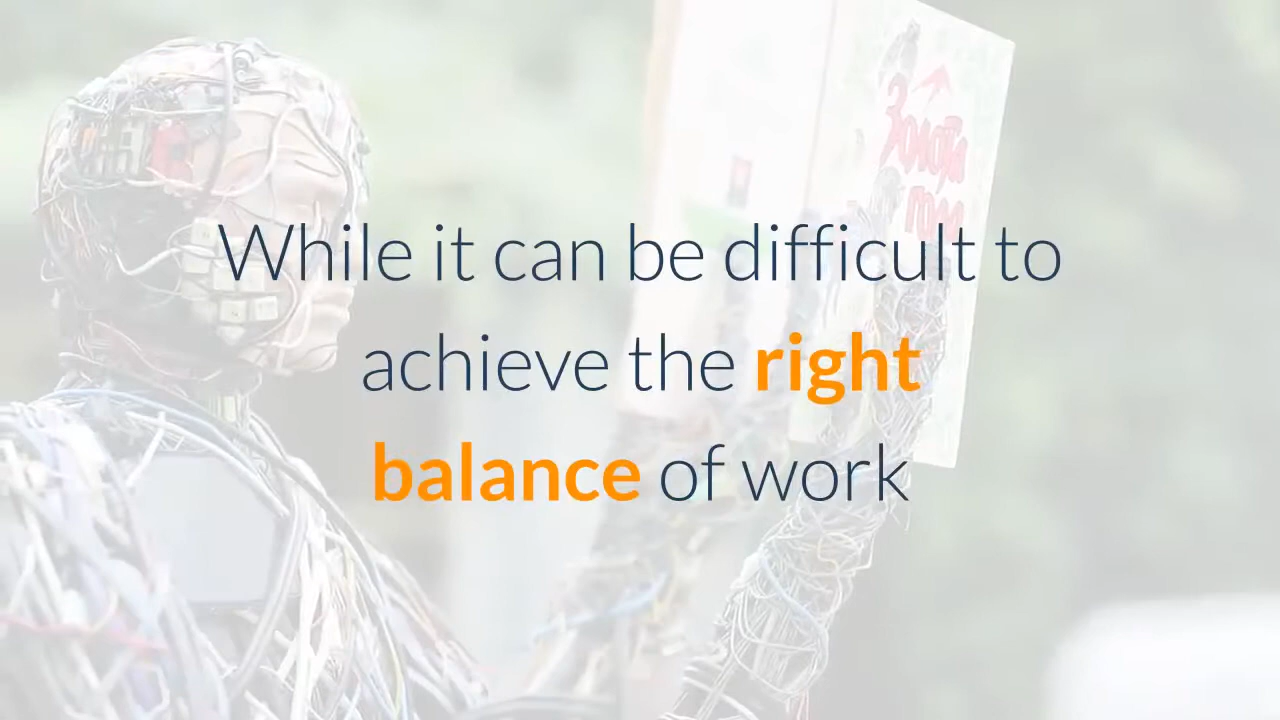 While it can be difficult to
achieve the right
balance of work